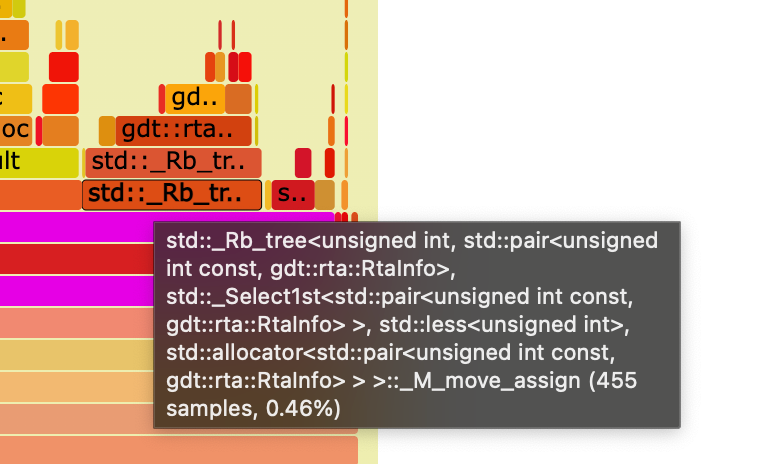 ..
gd..
c
oc
gdt::rta..
ult
std::_Rb_tr..
std::_Rb_tr..
s..
std::_Rb_tree<unsigned int, std::pair<unsigned
int const, gdt::rta::RtaInfo>,
std::_Select1st<std::pair<unsigned int const,
gdt::rta::RtaInfo> >, std::less<unsigned int>,
std::allocator<std::pair<unsigned int const,
gdt::rta::RtaInfo> > >::_M_move_assign (455
samples, 0.46%)